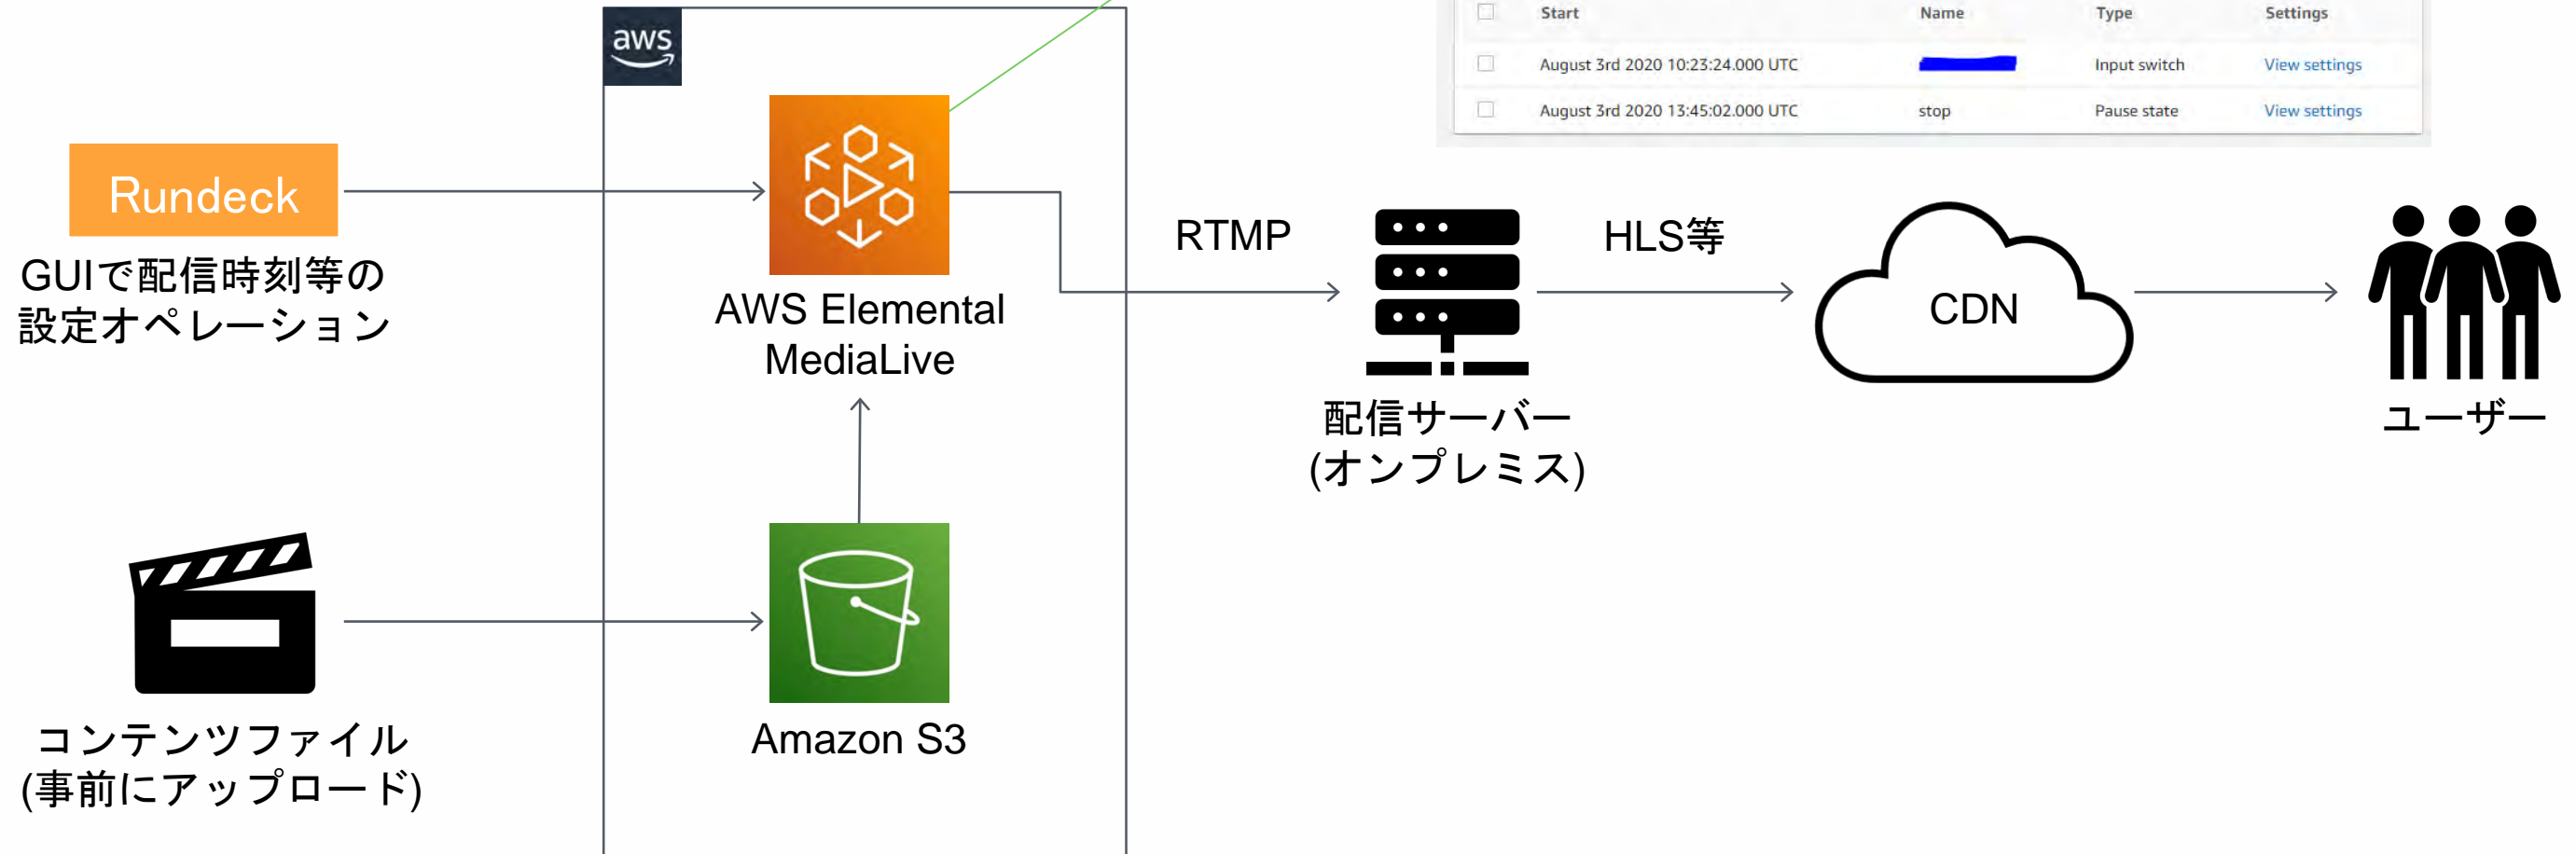 aws
Start Name Type Settings
August 3rd 2020 10:23:24.000 UTC Input switch View settings
August 3rd 2020 13:45:02.000 UTC stop Pause state View settings
Rundeck
GUIで配信時刻等の
設定オペレーション
AWS Elemental
MediaLive
RTMP
HLS等
CDN
配信サーバー
(オンプレミス)
ユーザー
コンテンツファイル
(事前にアップロード)
Amazon S3